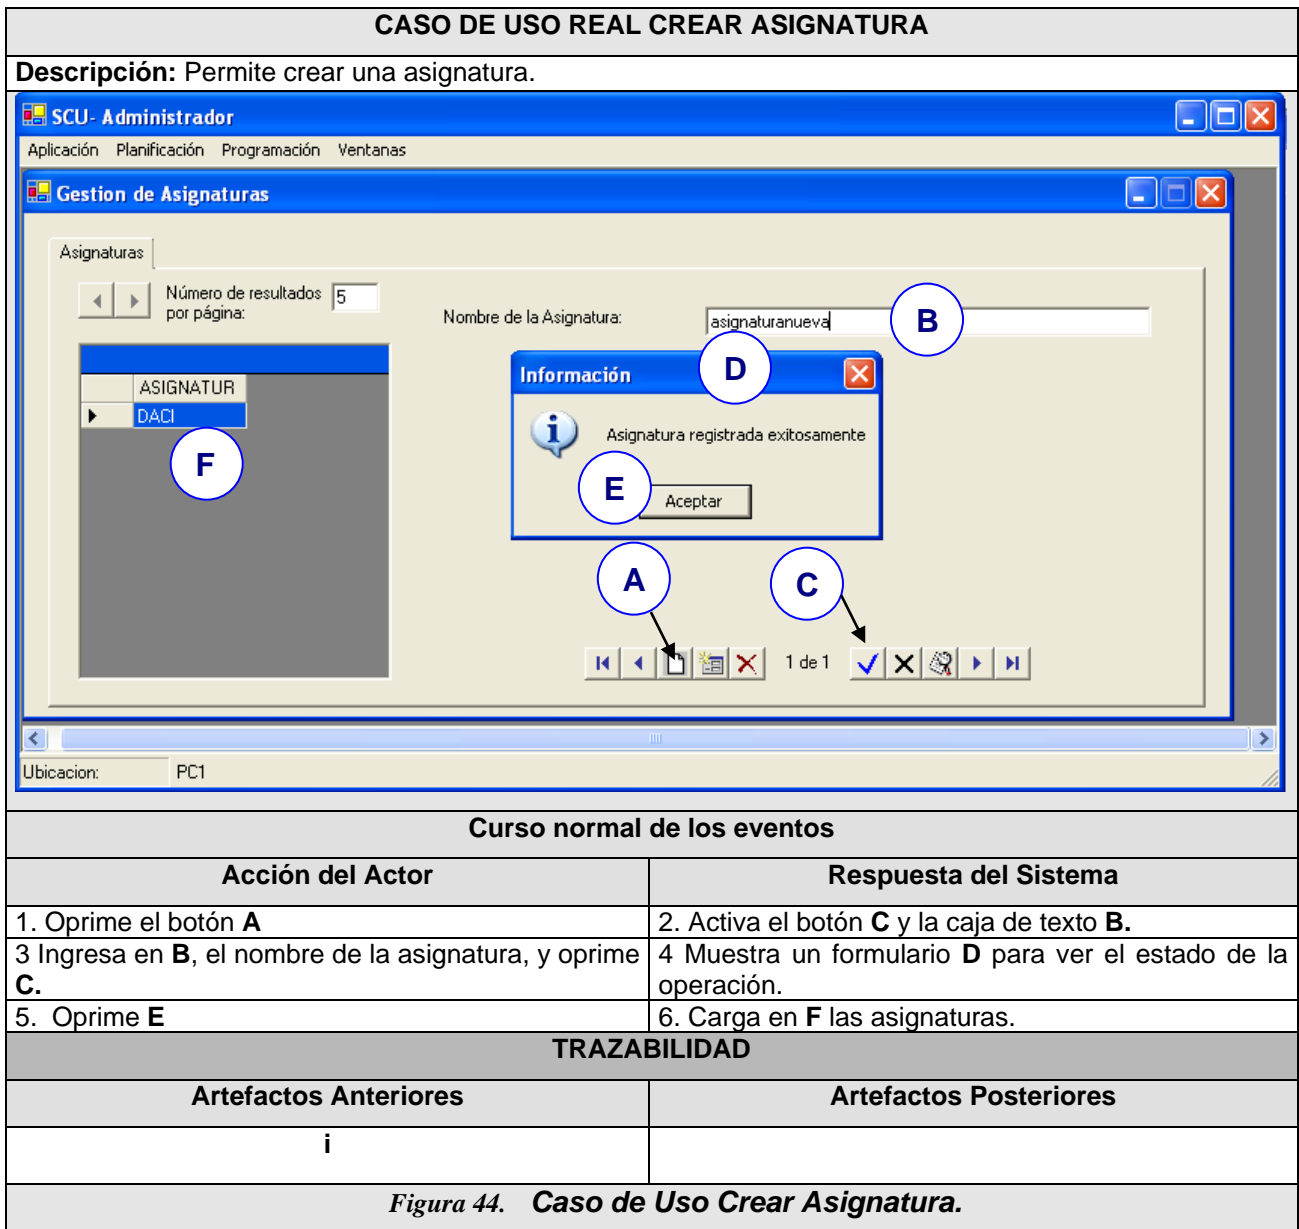 CASO DE USO REAL CREAR ASIGNATURA
Descripción: Permite crear una asignatura.
SCU- Administrador
Aplicación Planificación Programación Ventanas
Gestion de Asignaturas
Asignaturas
Número de resultados por página: 5
Nombre de la Asignatura: asignaturanueva
B
ASIGNATUR
DACI
F
Información
D
Asignatura registrada exitosamente
E
Aceptar
A
C
1 de 1
Ubicacion: PC1
Curso normal de los eventos
Acción del Actor
Respuesta del Sistema
1. Oprime el botón A
2. Activa el botón C y la caja de texto B.
3 Ingresa en B, el nombre de la asignatura, y oprime
C.
4 Muestra un formulario D para ver el estado de la
operación.
5. Oprime E
6. Carga en F las asignaturas.
TRAZABILIDAD
Artefactos Anteriores
Artefactos Posteriores
i
Figura 44. Caso de Uso Crear Asignatura.